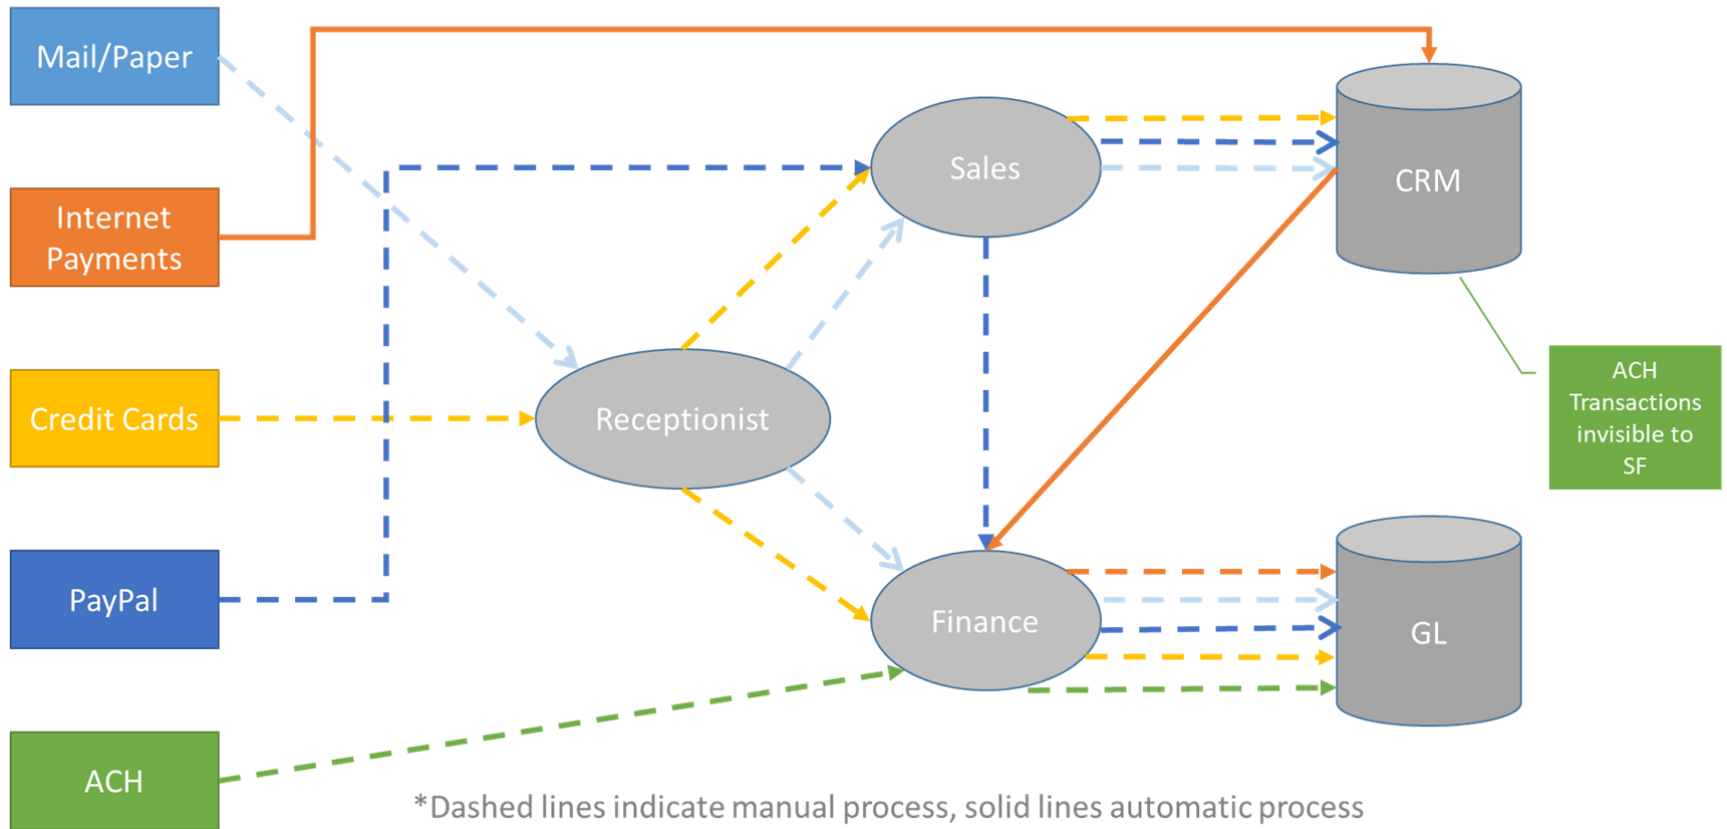 Mail/Paper
Internet
Payments
Credit Cards
PayPal
ACH
Receptionist
Sales
Finance
CRM
GL
ACH
Transactions
invisible to
SF
*Dashed lines indicate manual process, solid lines automatic process